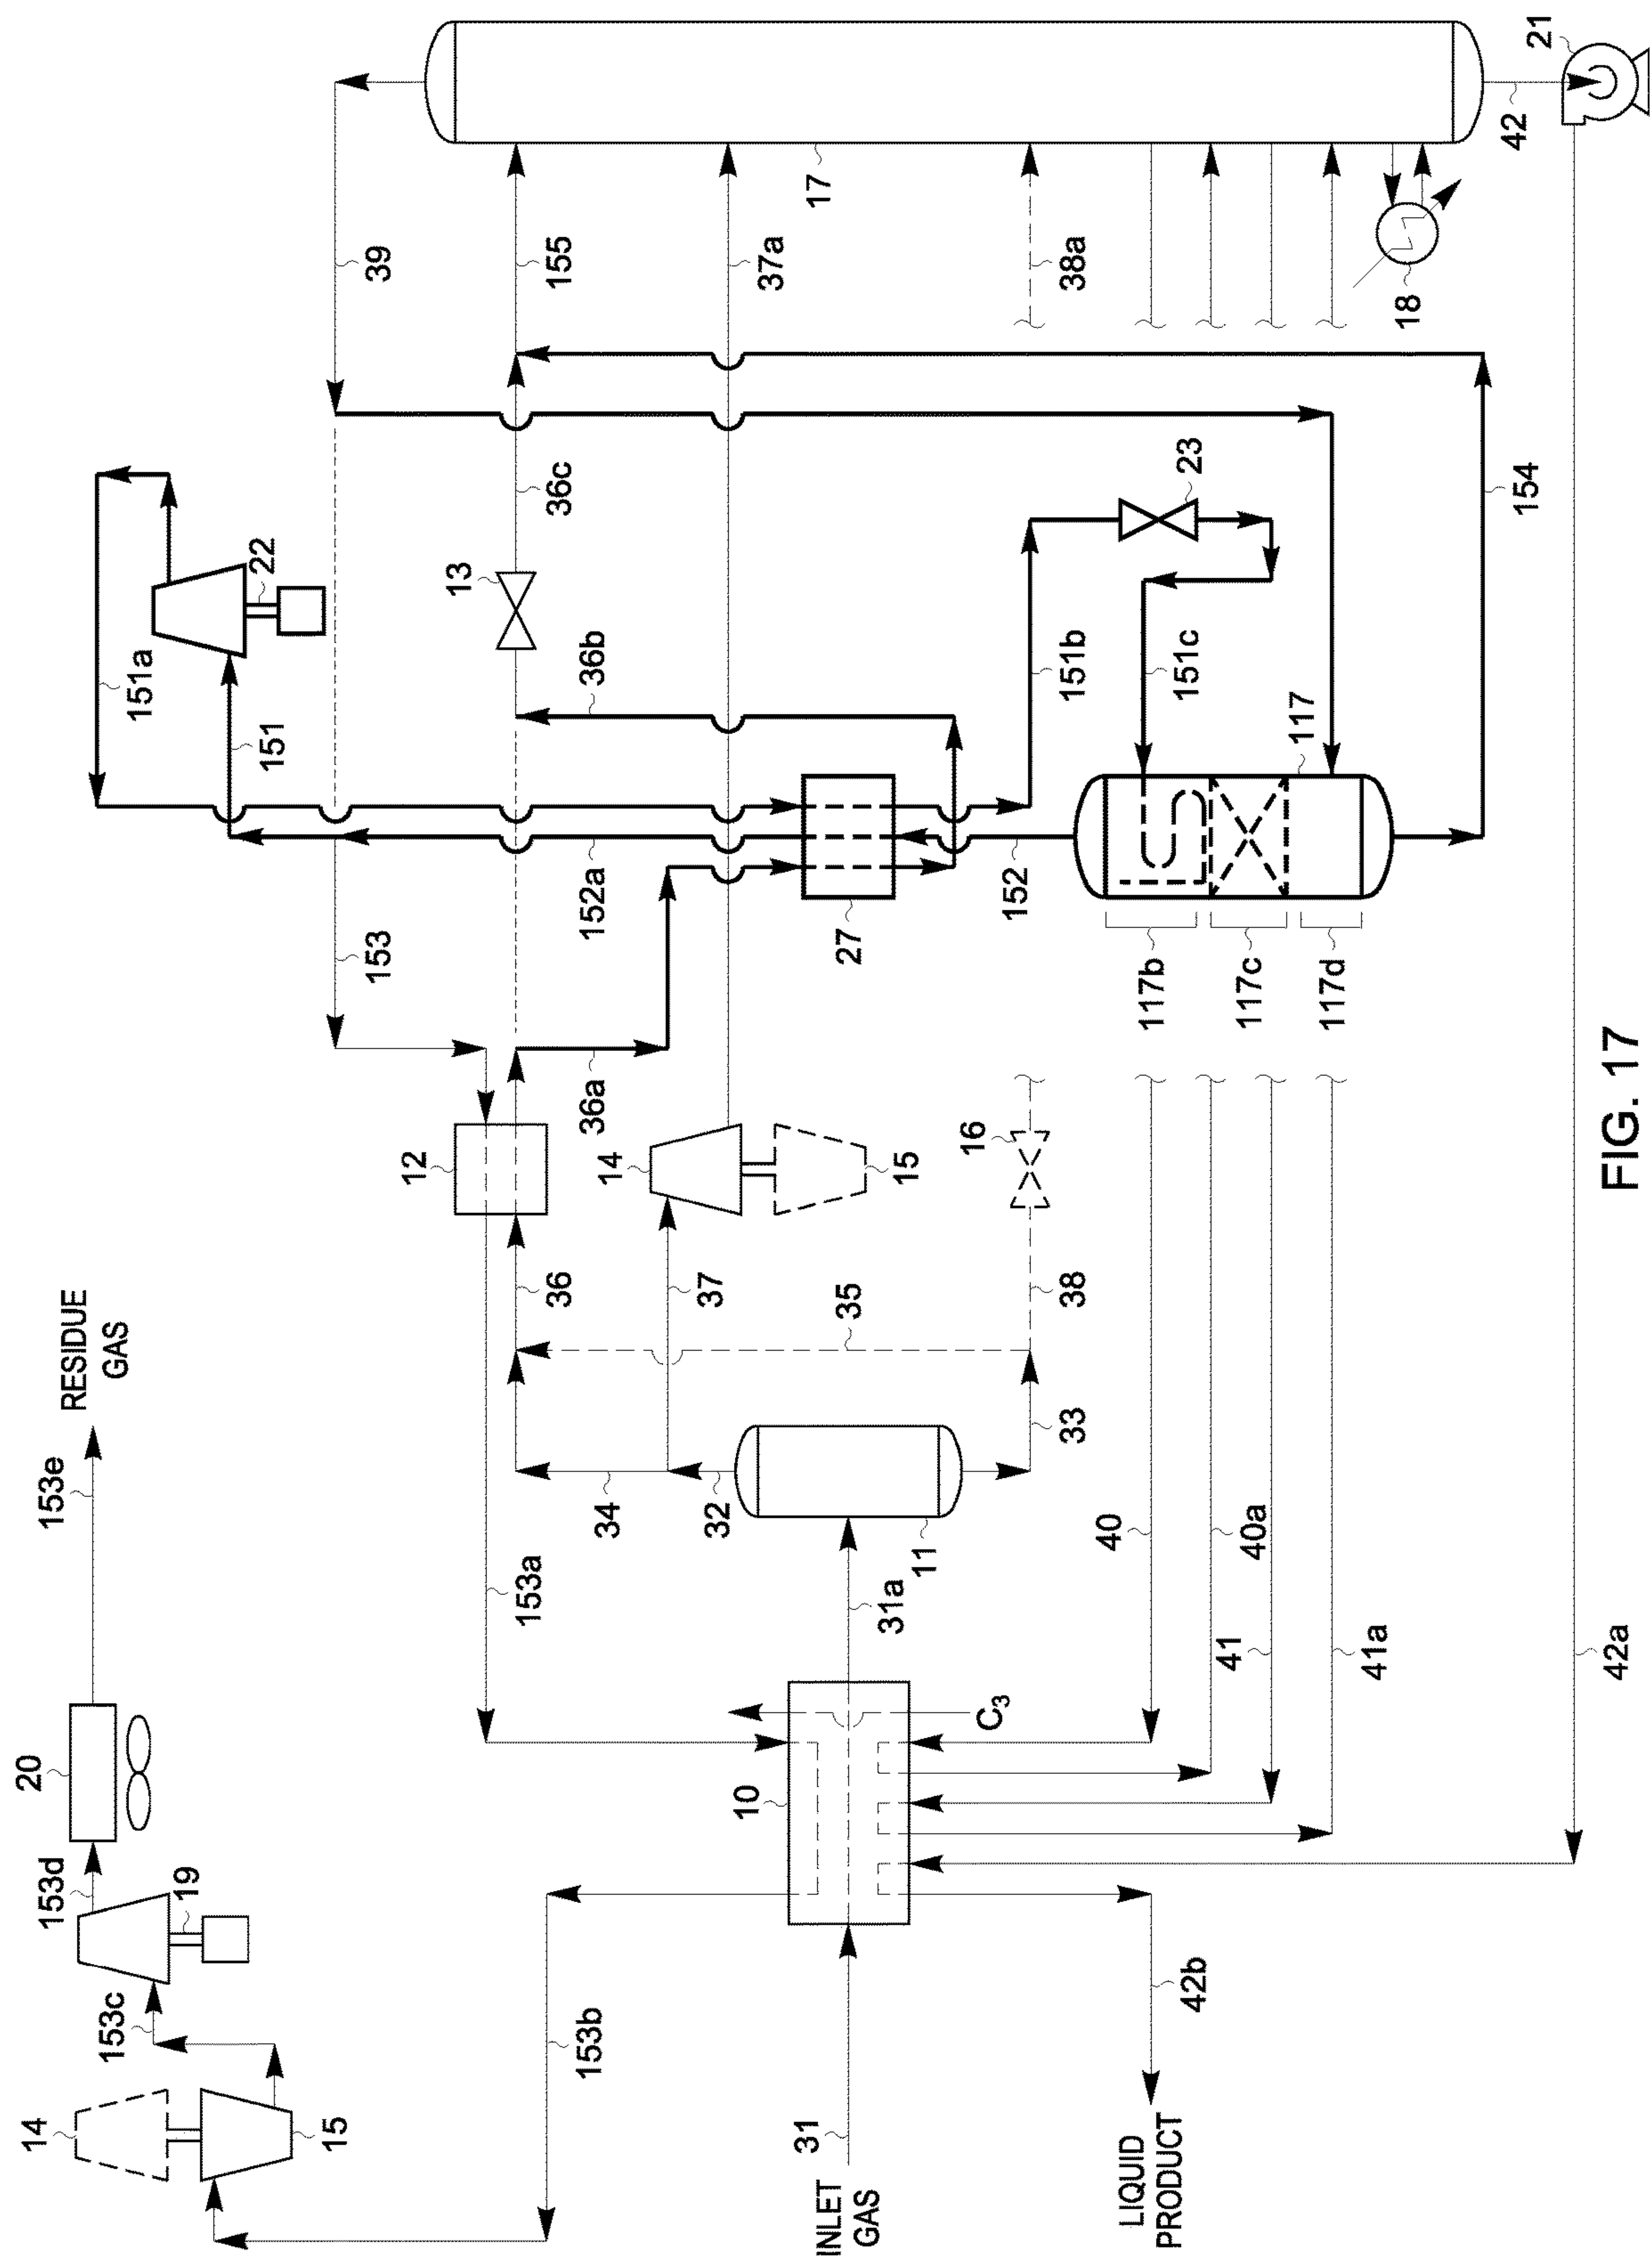 RESIDUE
GAS
153e
20
153d
19
153c
14
15
153b
153a
12
153
39
151a
22
151
152a
36a
36b
13
36c
155
36
34
37
14
15
37a
17
32
35
11
31a
10
31
INLET
GAS
C3
33
38
16
38a
27
152
151b
23
151c
117
117b
117c
117d
154
18
40
40a
41
41a
42
21
42a
42b
LIQUID
PRODUCT
FIG. 17